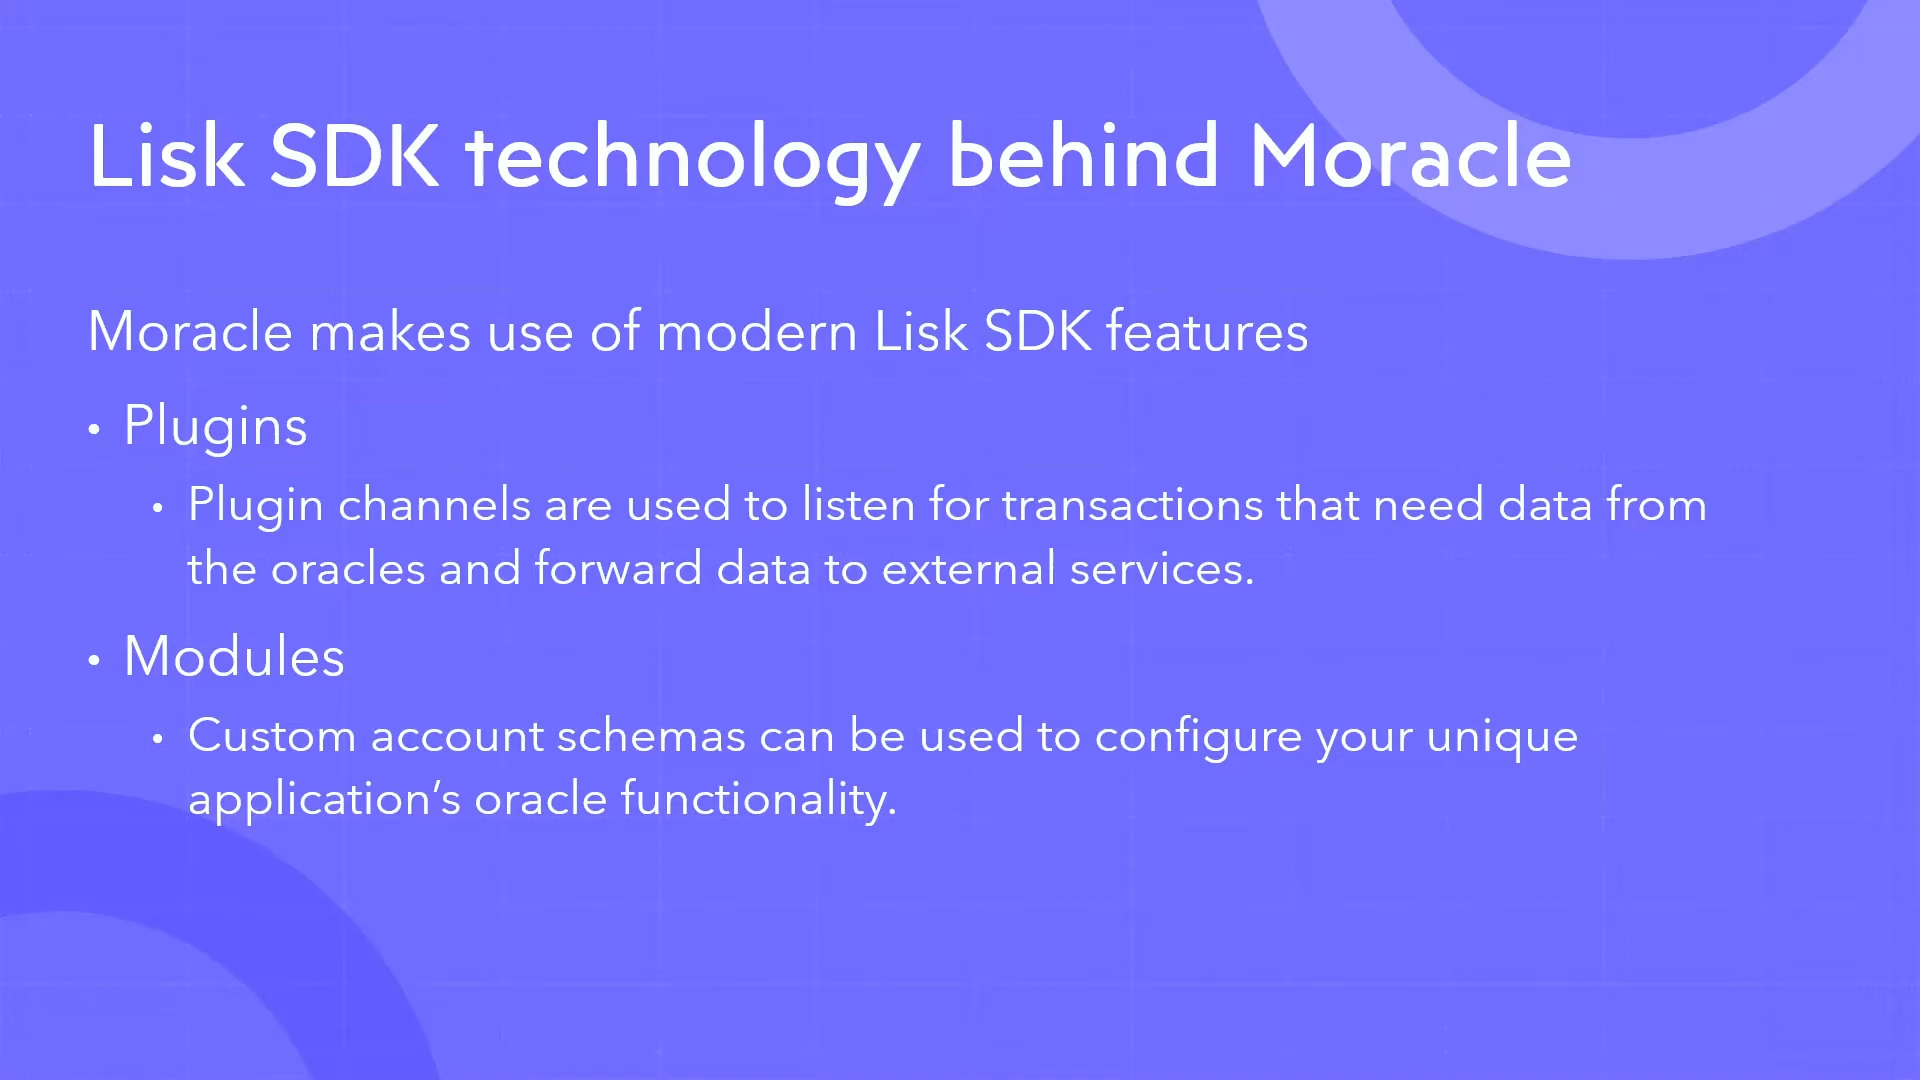 Lisk SDK technology behind Moracle
Moracle makes use of modern Lisk SDK features
• Plugins
• Plugin channels are used to listen for transactions that need data from
the oracles and forward data to external services.
• Modules
• Custom account schemas can be used to configure your unique
application’s oracle functionality.